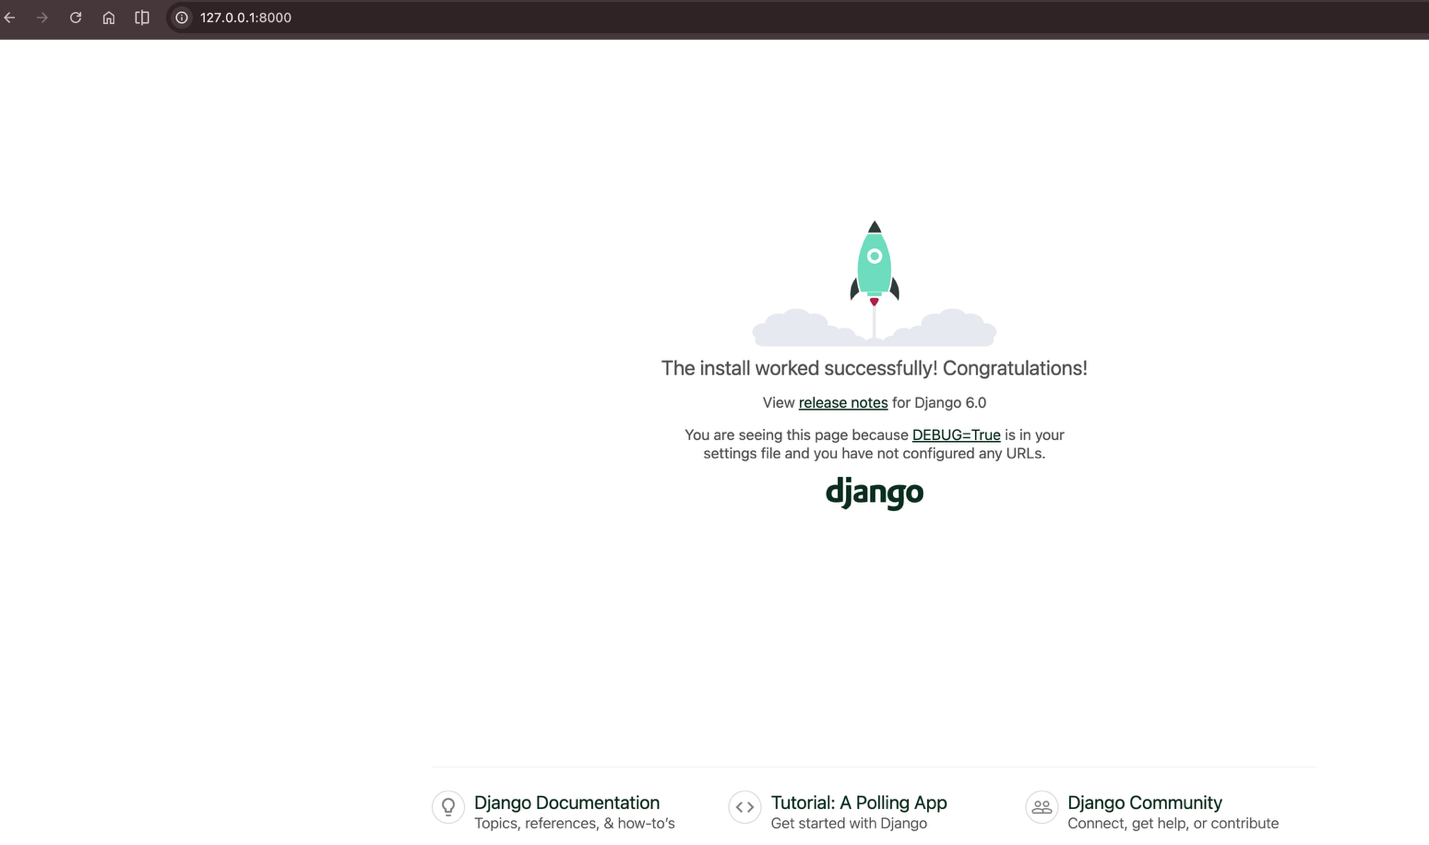 127.0.0.1:8000
The install worked successfully! Congratulations!
View release notes for Django 6.0
You are seeing this page because DEBUG=True is in your
settings file and you have not configured any URLs.
django
Django Documentation
Topics, references, & how-to’s
Tutorial: A Polling App
Get started with Django
Django Community
Connect, get help, or contribute